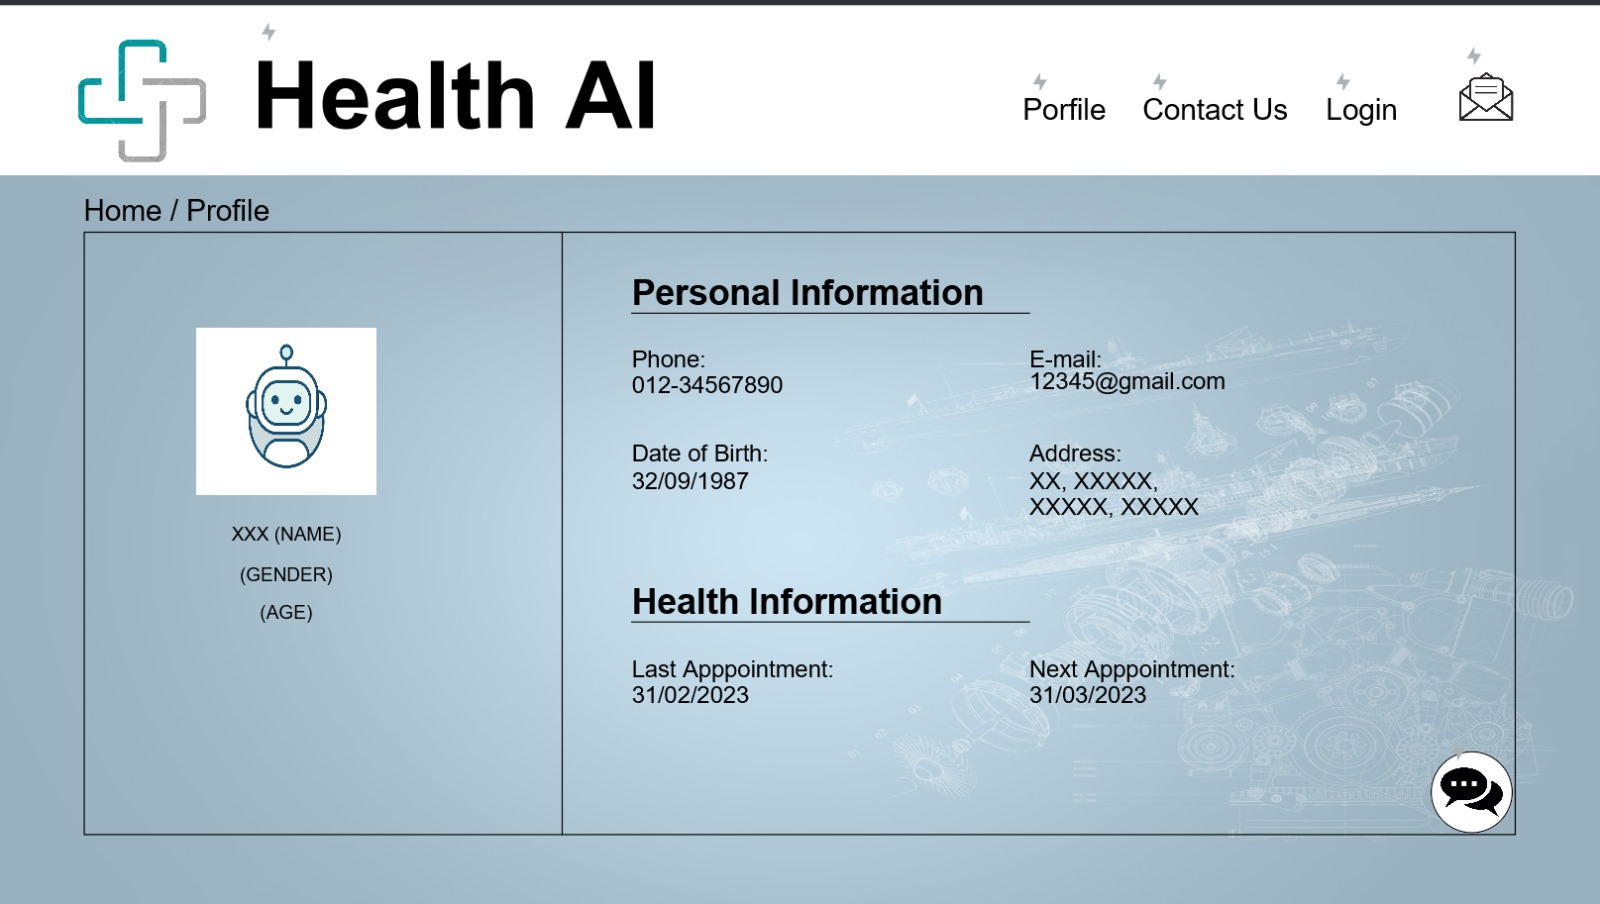 Health AI
Porfile
Contact Us
Login
Home / Profile
XXX (NAME)
(GENDER)
(AGE)
Personal Information
Phone:
012-34567890
E-mail:
12345@gmail.com
Date of Birth:
32/09/1987
Address:
XX, XXXXX,
XXXXX, XXXXX
Health Information
Last Apppointment:
31/02/2023
Next Apppointment:
31/03/2023